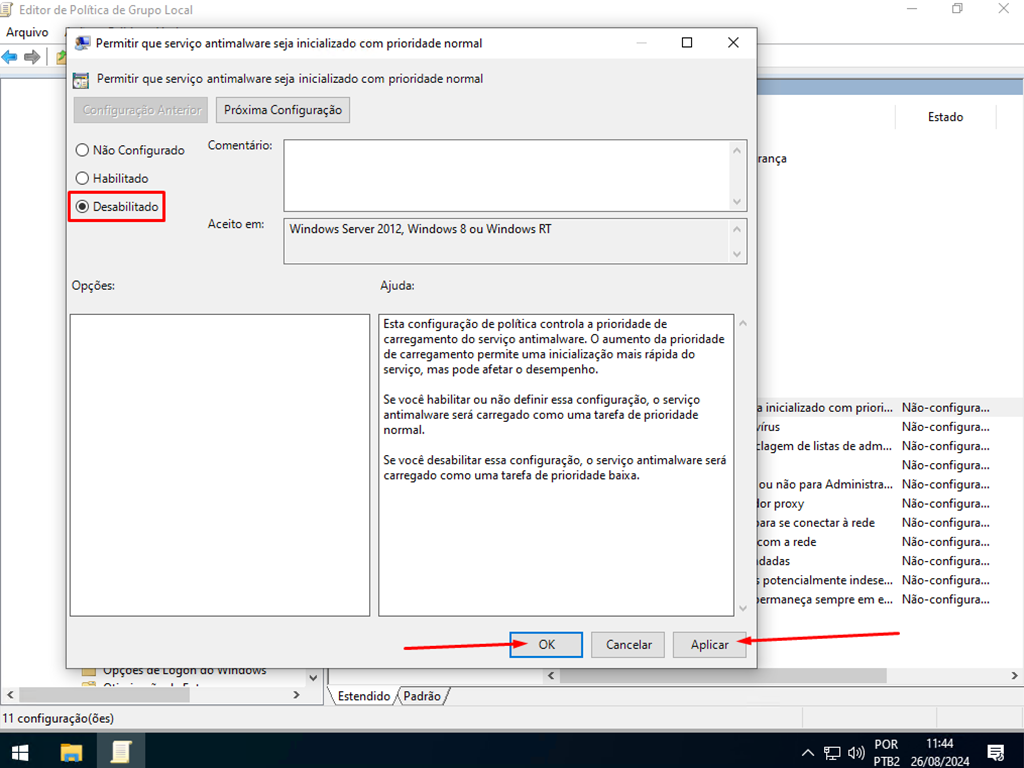 Editor de Política de Grupo Local
Arquivo
Permitir que serviço antimalware seja inicializado com prioridade normal
Permitir que serviço antimalware seja inicializado com prioridade normal
Configuração Anterior
Próxima Configuração
Não Configurado
Habilitado
Desabilitado
Comentário:
Aceito em:
Windows Server 2012, Windows 8 ou Windows RT
Opções:
Ajuda:
Esta configuração de política controla a prioridade de
carregamento do serviço antimalware. O aumento da prioridade
de carregamento permite uma inicialização mais rápida do
serviço, mas pode afetar o desempenho.
Se você habilitar ou não definir essa configuração, o serviço
antimalware será carregado como uma tarefa de prioridade
normal.
Se você desabilitar essa configuração, o serviço antimalware será
carregado como uma tarefa de prioridade baixa.
OK
Cancelar
Aplicar
Estado
rança
a inicializado com priori... Não-configura...
vírus Não-configura...
clagem de listas de adm... Não-configura...
Não-configura...
ou não para Administra... Não-configura...
dor proxy Não-configura...
para se conectar à rede Não-configura...
com a rede Não-configura...
ndadas Não-configura...
s potencialmente indese... Não-configura...
permaneça sempre em e... Não-configura...
Opções de Logon do Windows
Estendido
Padrão
11 configuração(ões)
POR
PTB2
11:44
26/08/2024